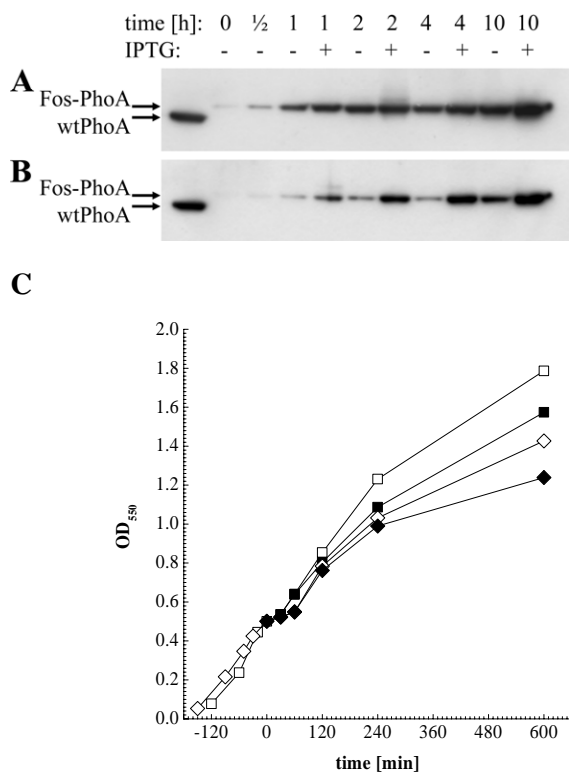 time [h]: 0 ½ 1 1 2 2 4 4 10 10
IPTG: - - - + - + - + - +
A
Fos-PhoA
wtPhoA
B
Fos-PhoA
wtPhoA
C
2.0
1.8
1.6
1.4
1.2
1.0
0.8
0.6
0.4
0.2
0.0
OD550
-120 0 120 240 360 480 600
time [min]